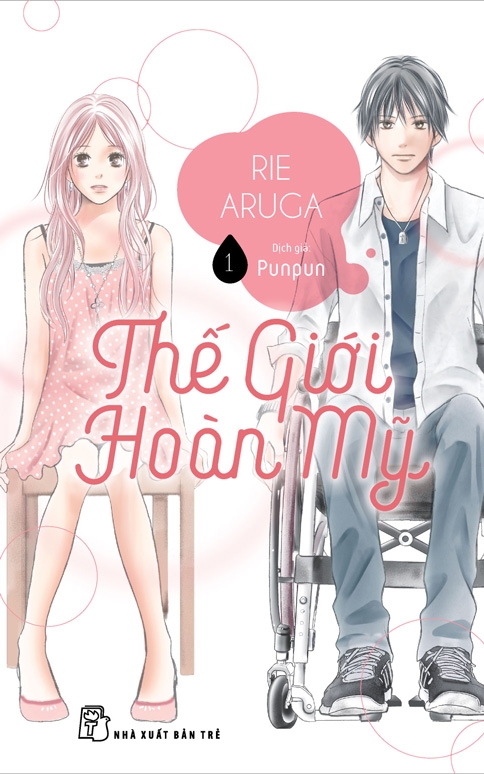 RIE
ARUGA
1
Dịch giả:
Punpun
Thế Giới
Hoàn Mỹ
NHÀ XUẤT BẢN TRẺ